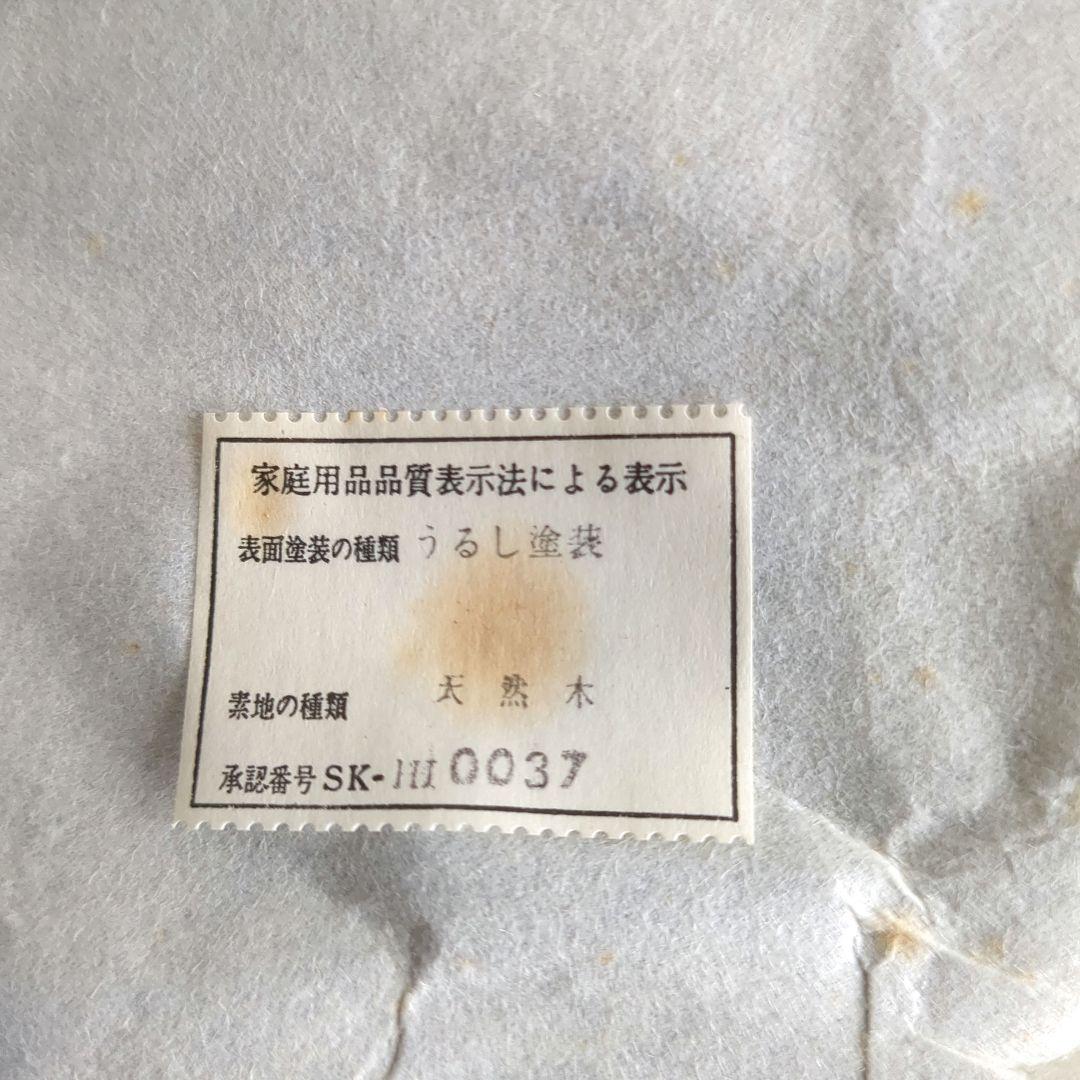 家庭用品品質表示法による表示
表面塗装の種類 うるし塗装
素地の種類 天然木
承認番号 SK-III 0037